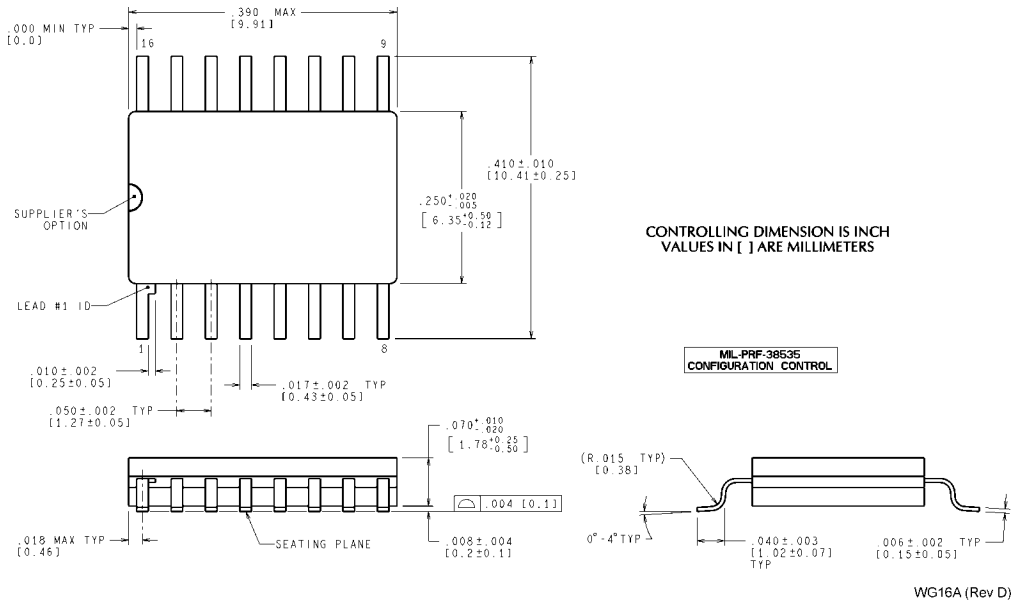 .390 MAX
[9.91]
.000 MIN TYP
[0.0]
16
9
.410±.010
[10.41±0.25]
.250+.020
-.005
[ 6.35+0.50
-0.12 ]
SUPPLIER'S
OPTION
CONTROLLING DIMENSION IS INCH
VALUES IN [ ] ARE MILLIMETERS
LEAD #1 ID
1
8
MIL-PRF-38535
CONFIGURATION CONTROL
.010±.002
[0.25±0.05]
.017±.002 TYP
[0.43±0.05]
.050±.002 TYP
[1.27±0.05]
.070+.010
-.020
[ 1.78+0.25
-0.50 ]
(R.015 TYP)
[0.38]
.004 [0.1]
.018 MAX TYP
[0.46]
SEATING PLANE
.008±.004
[0.2±0.1]
0°-4° TYP
.040±.003
[1.02±0.07]
TYP
.006±.002 TYP
[0.15±0.05]
WG16A (Rev D)